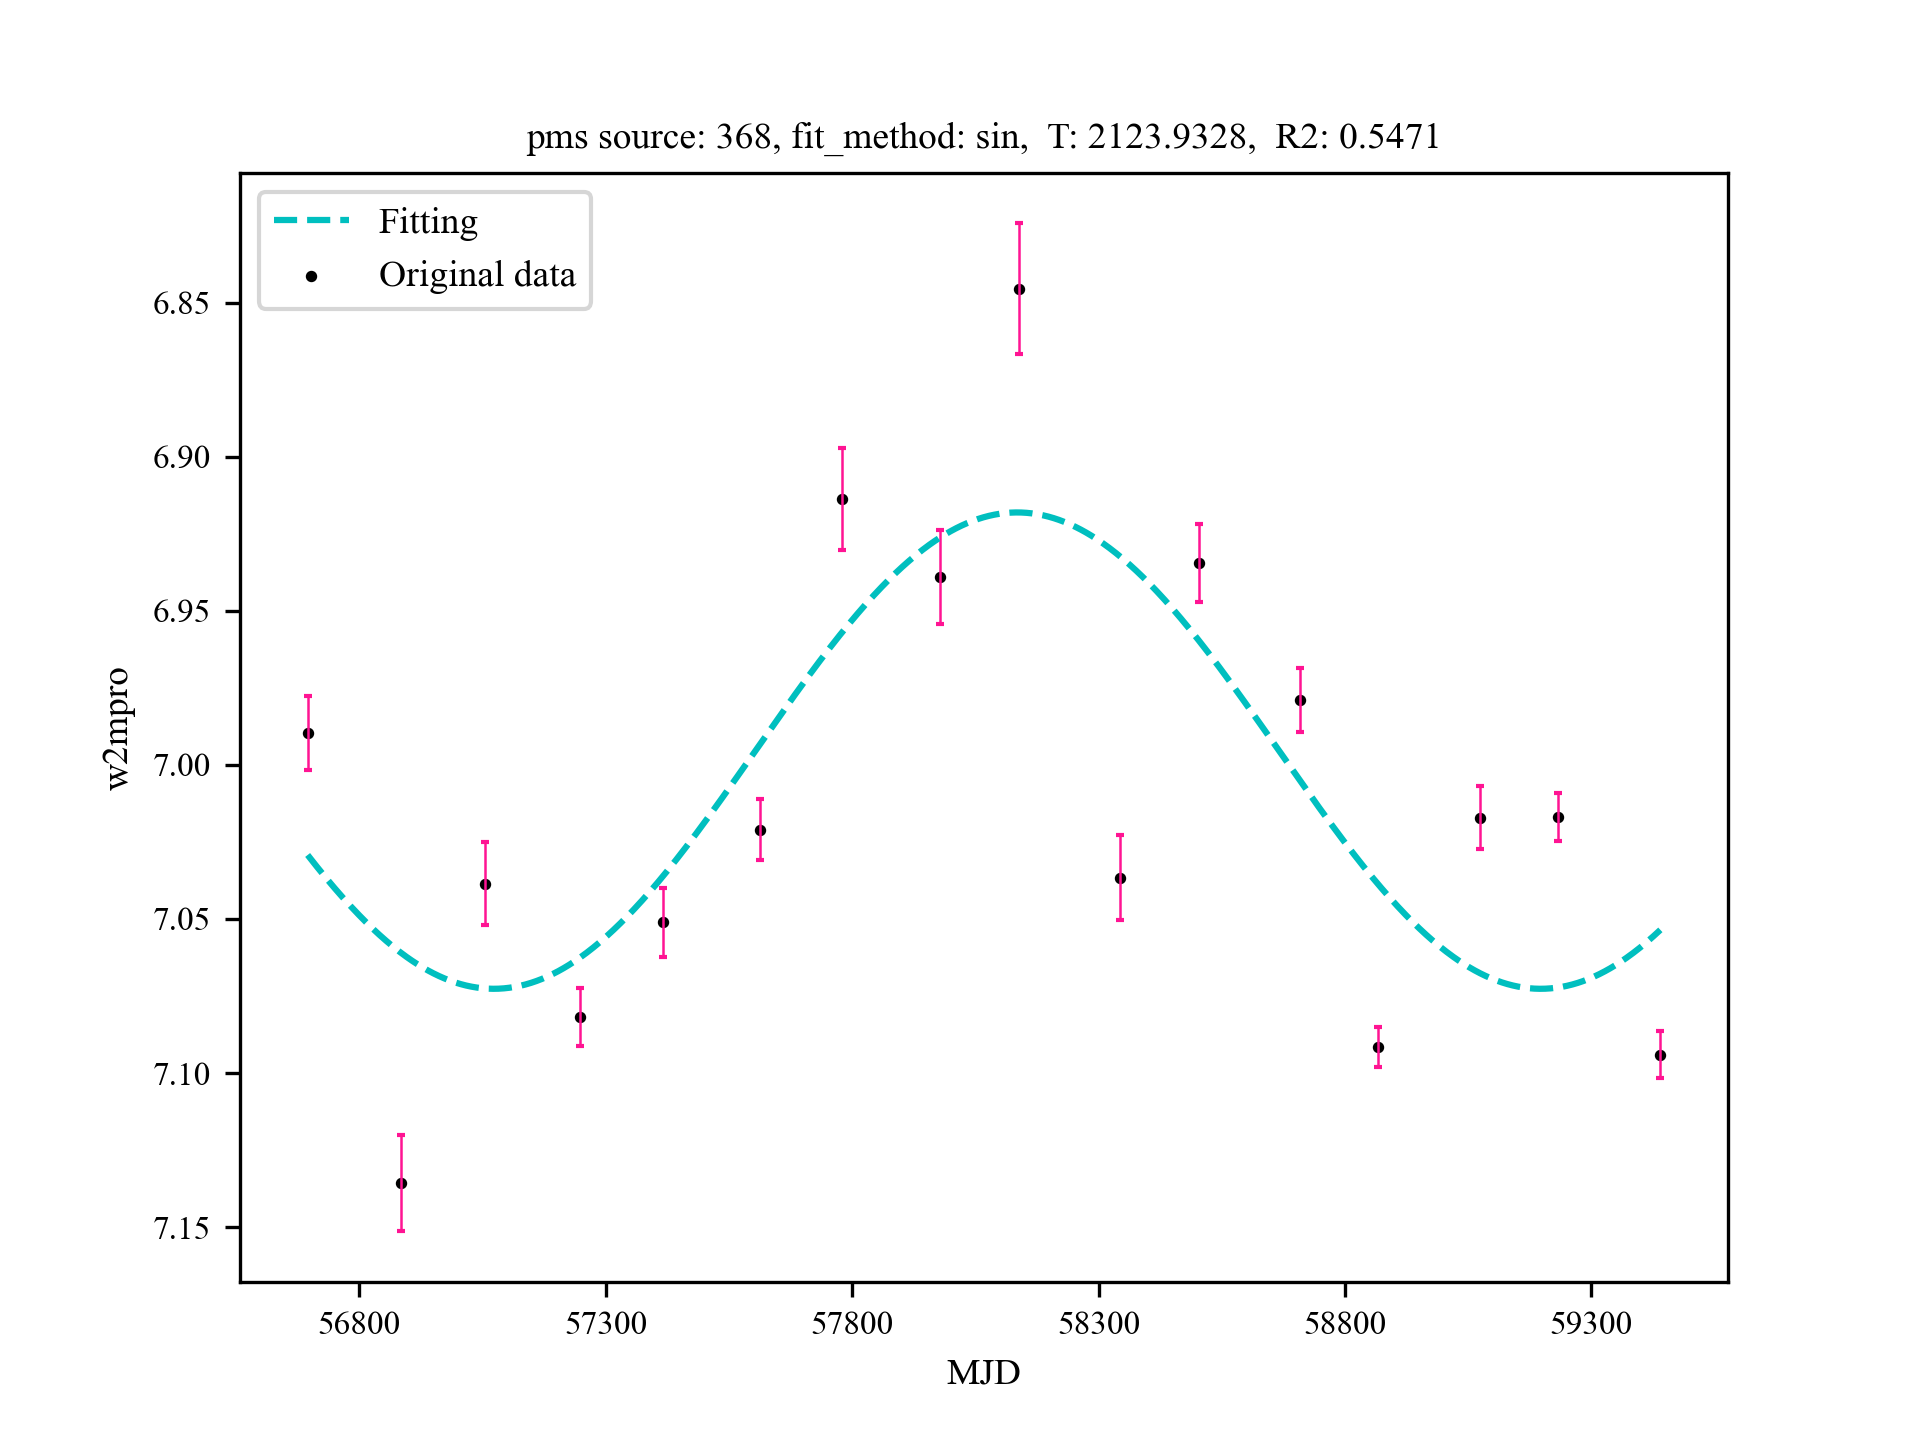 pms source: 368, fit_method: sin,  T: 2123.9328,  R2: 0.5471
Fitting
Original data
6.85
6.90
6.95
7.00
7.05
7.10
7.15
w2mpro
56800 57300 57800 58300 58800 59300
MJD